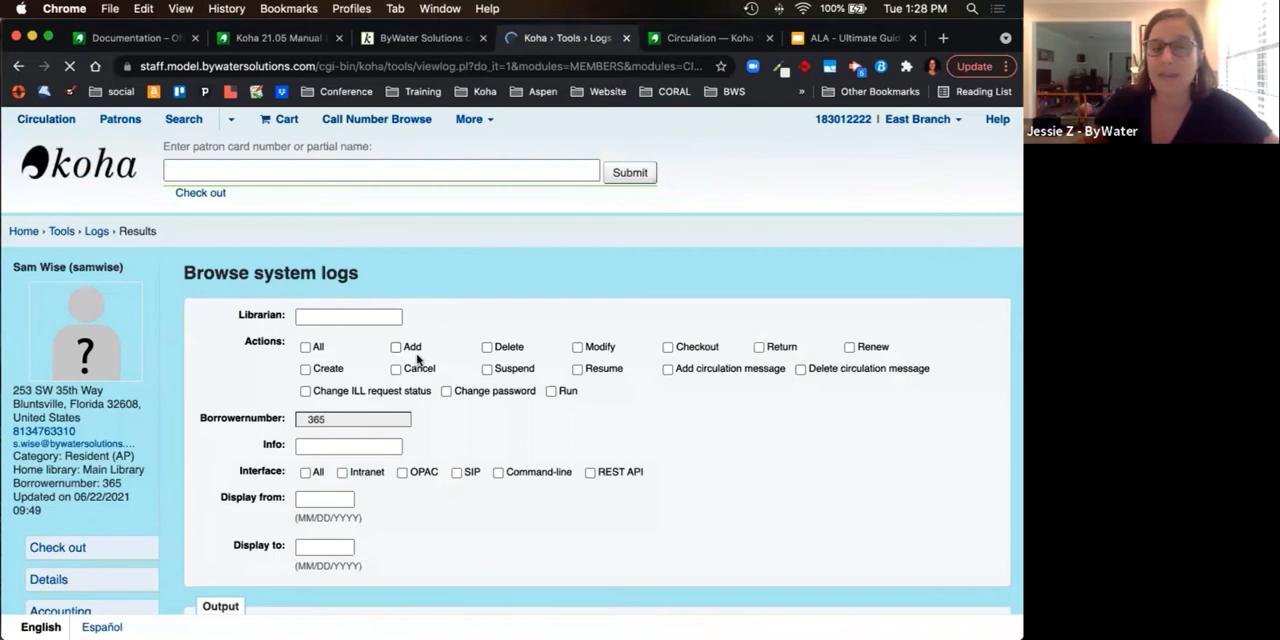 Chrome File Edit View History Bookmarks Profiles Tab Window Help 100% Tue 1:28 PM
Documentation – Of × Koha 21.05 Manual × ByWater Solutions × Koha › Tools › Logs × Circulation — Koha × ALA - Ultimate Guid × +
staff.model.bywatersolutions.com/cgi-bin/koha/tools/viewlog.pl?do_it=1&modules=MEMBERS&modules=CI... Update
social Conference Training Koha Aspen Website CORAL BWS » Other Bookmarks Reading List
Circulation Patrons Search Cart Call Number Browse More 183012222 | East Branch Help
Jessie Z - ByWater
koha
Enter patron card number or partial name:
Submit
Check out
Home › Tools › Logs › Results
Sam Wise (samwise)
?
253 SW 35th Way
Bluntsville, Florida 32608,
United States
8134763310
s.wise@bywatersolutions....
Category: Resident (AP)
Home library: Main Library
Borrowernumber: 365
Updated on 06/22/2021
09:49
Check out
Details
Accounting
Browse system logs
Librarian:
Actions: All Add Delete Modify Checkout Return Renew
Create Cancel Suspend Resume Add circulation message Delete circulation message
Change ILL request status Change password Run
Borrowernumber: 365
Info:
Interface: All Intranet OPAC SIP Command-line REST API
Display from:
(MM/DD/YYYY)
Display to:
(MM/DD/YYYY)
Output
English Español